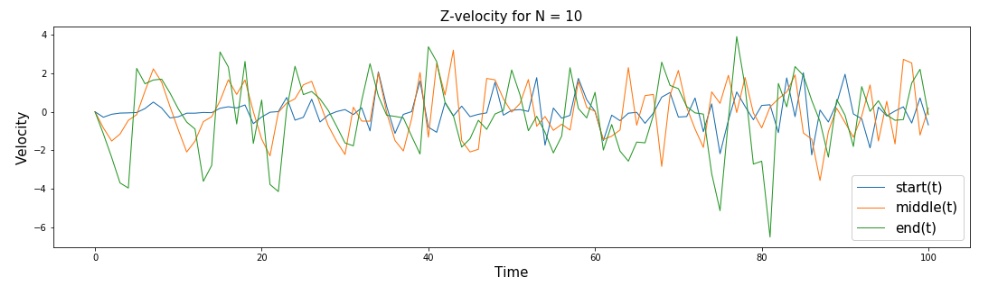 Z-velocity for N = 10
Velocity
4
2
0
−2
−4
−6
start(t)
middle(t)
end(t)
0 20 40 60 80 100
Time